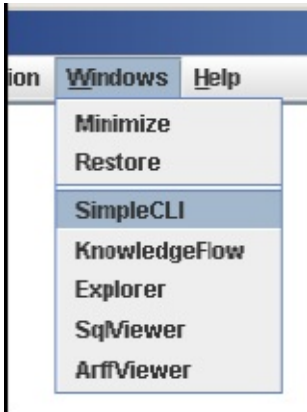 ion Windows Help
Minimize
Restore
SimpleCLI
KnowledgeFlow
Explorer
SqlViewer
ArffViewer